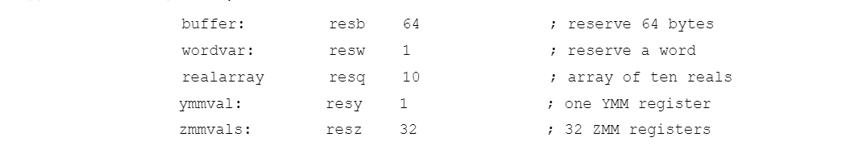 buffer: resb 64 ; reserve 64 bytes
wordvar: resw 1 ; reserve a word
realarray resq 10 ; array of ten reals
ymmval: resy 1 ; one YMM register
zmmvals: resz 32 ; 32 ZMM registers